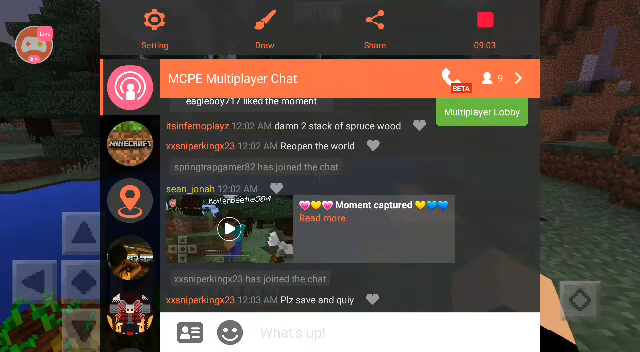 Live
Setting
Draw
Share
09:03
MCPE Multiplayer Chat
BETA
9
eagleboy717 liked the moment
Multiplayer Lobby
itsinfernoplayz 12:02 AM damn 2 stack of spruce wood
MINECRAFT
xxsniperkingx23 12:02 AM Reopen the world
springtrapgamer82 has joined the chat
sean_jonah 12:02 AM
Moment captured
Read more
xxsniperkingx23 has joined the chat
xxsniperkingx23 12:03 AM Plz save and quiy
What's up!